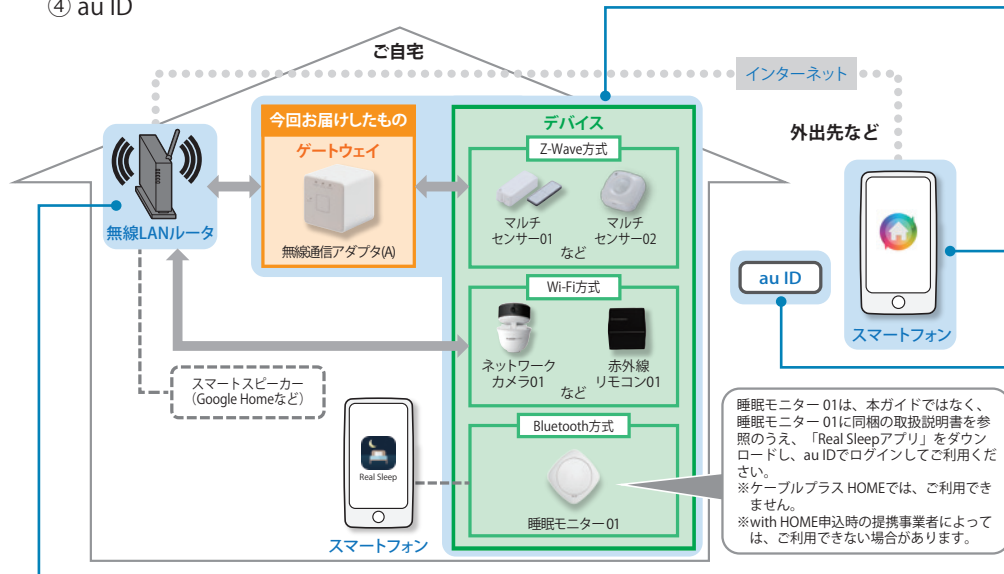 ④ au ID
ご自宅
インターネット
外出先など
今回お届けしたもの
ゲートウェイ
無線通信アダプタ(A)
無線LANルータ
デバイス
Z-Wave方式
マルチ
センサー01
マルチ
センサー02
など
Wi-Fi方式
ネットワーク
カメラ01
赤外線
リモコン01
など
Bluetooth方式
睡眠モニター01
スマートスピーカー
（Google Homeなど）
Real Sleep
スマートフォン
au ID
スマートフォン
睡眠モニター01は、本ガイドではなく、
睡眠モニター01に同梱の取扱説明書を参
照のうえ、「Real Sleepアプリ」をダウン
ロードし、au IDでログインしてご利用くだ
さい。
※ケーブルプラス HOMEでは、ご利用でき
ません。
※with HOME申込時の提携事業者によって
は、ご利用できない場合があります。